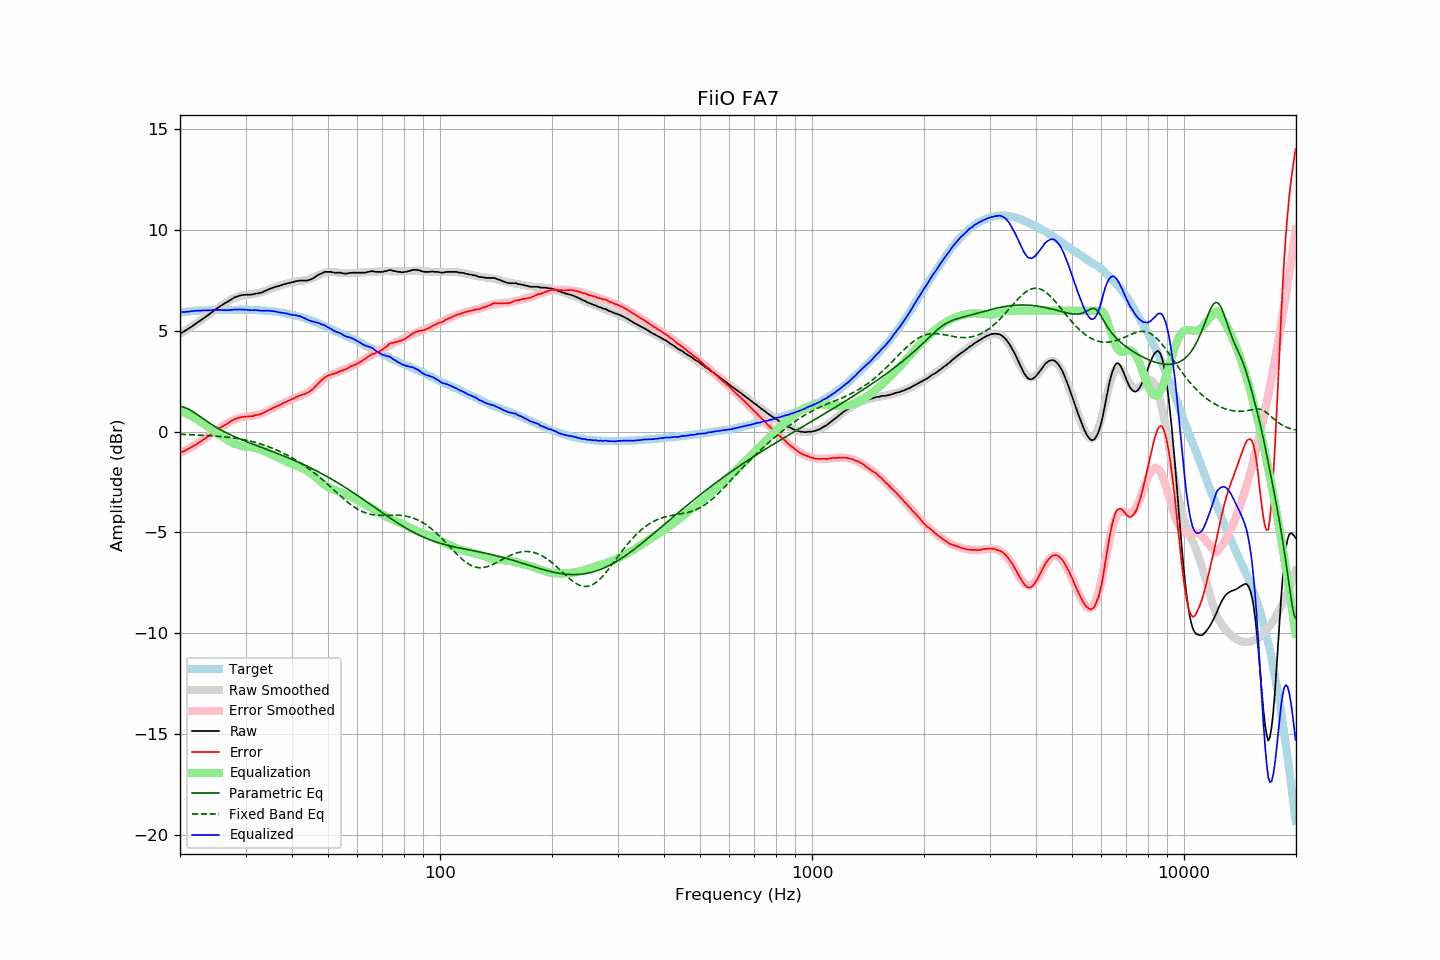 FiiO FA7
Amplitude (dBr)
15
10
5
0
−5
−10
−15
−20
Target
Raw Smoothed
Error Smoothed
Raw
Error
Equalization
Parametric Eq
Fixed Band Eq
Equalized
100
1000
10000
Frequency (Hz)